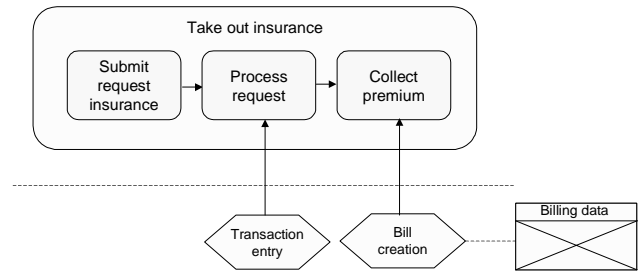 Take out insurance
Submit
request
insurance
Process
request
Collect
premium
Transaction
entry
Bill
creation
Billing data